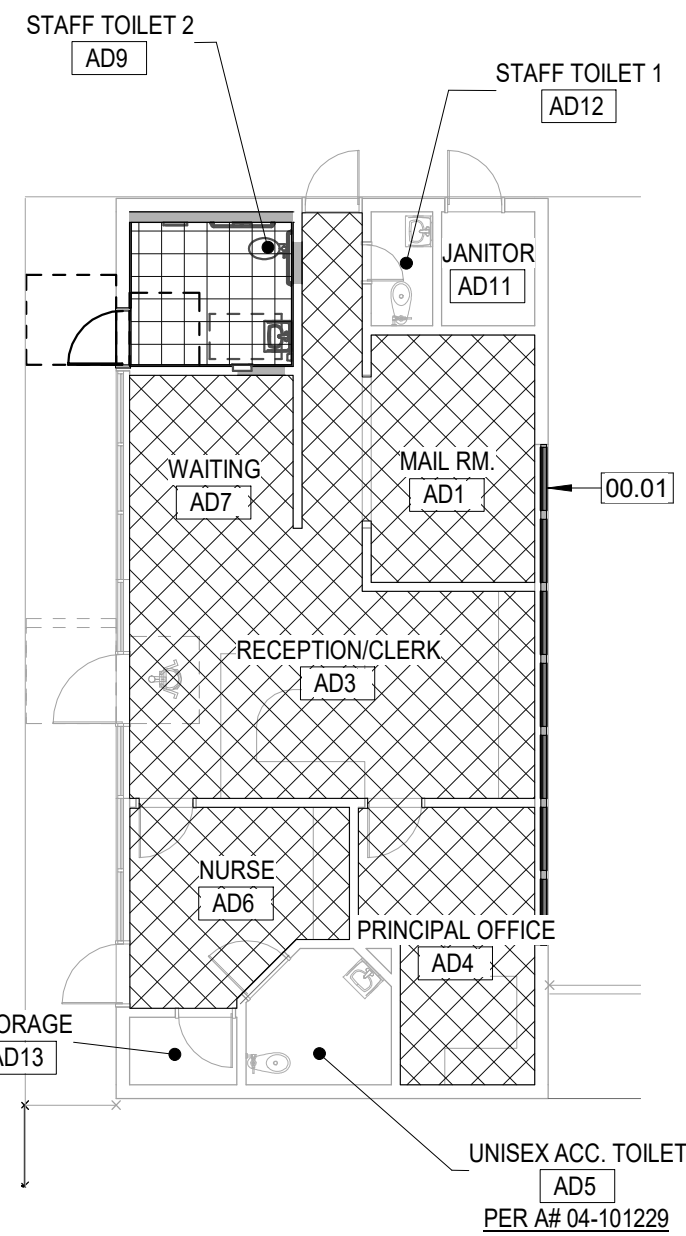 STAFF TOILET 2
AD9
STAFF TOILET 1
AD12
JANITOR
AD11
WAITING
AD7
MAIL RM.
AD1
00.01
RECEPTION/CLERK
AD3
NURSE
AD6
PRINCIPAL OFFICE
AD4
ORAGE
AD13
UNISEX ACC. TOILET
AD5
PER A# 04-101229